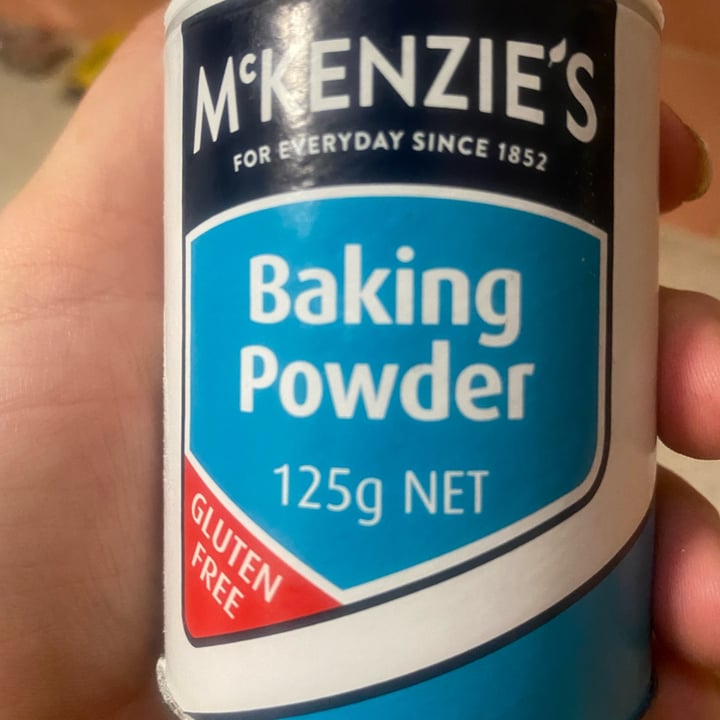 McKENZIE'S
FOR EVERYDAY SINCE 1852
Baking
Powder
125g NET
GLUTEN
FREE